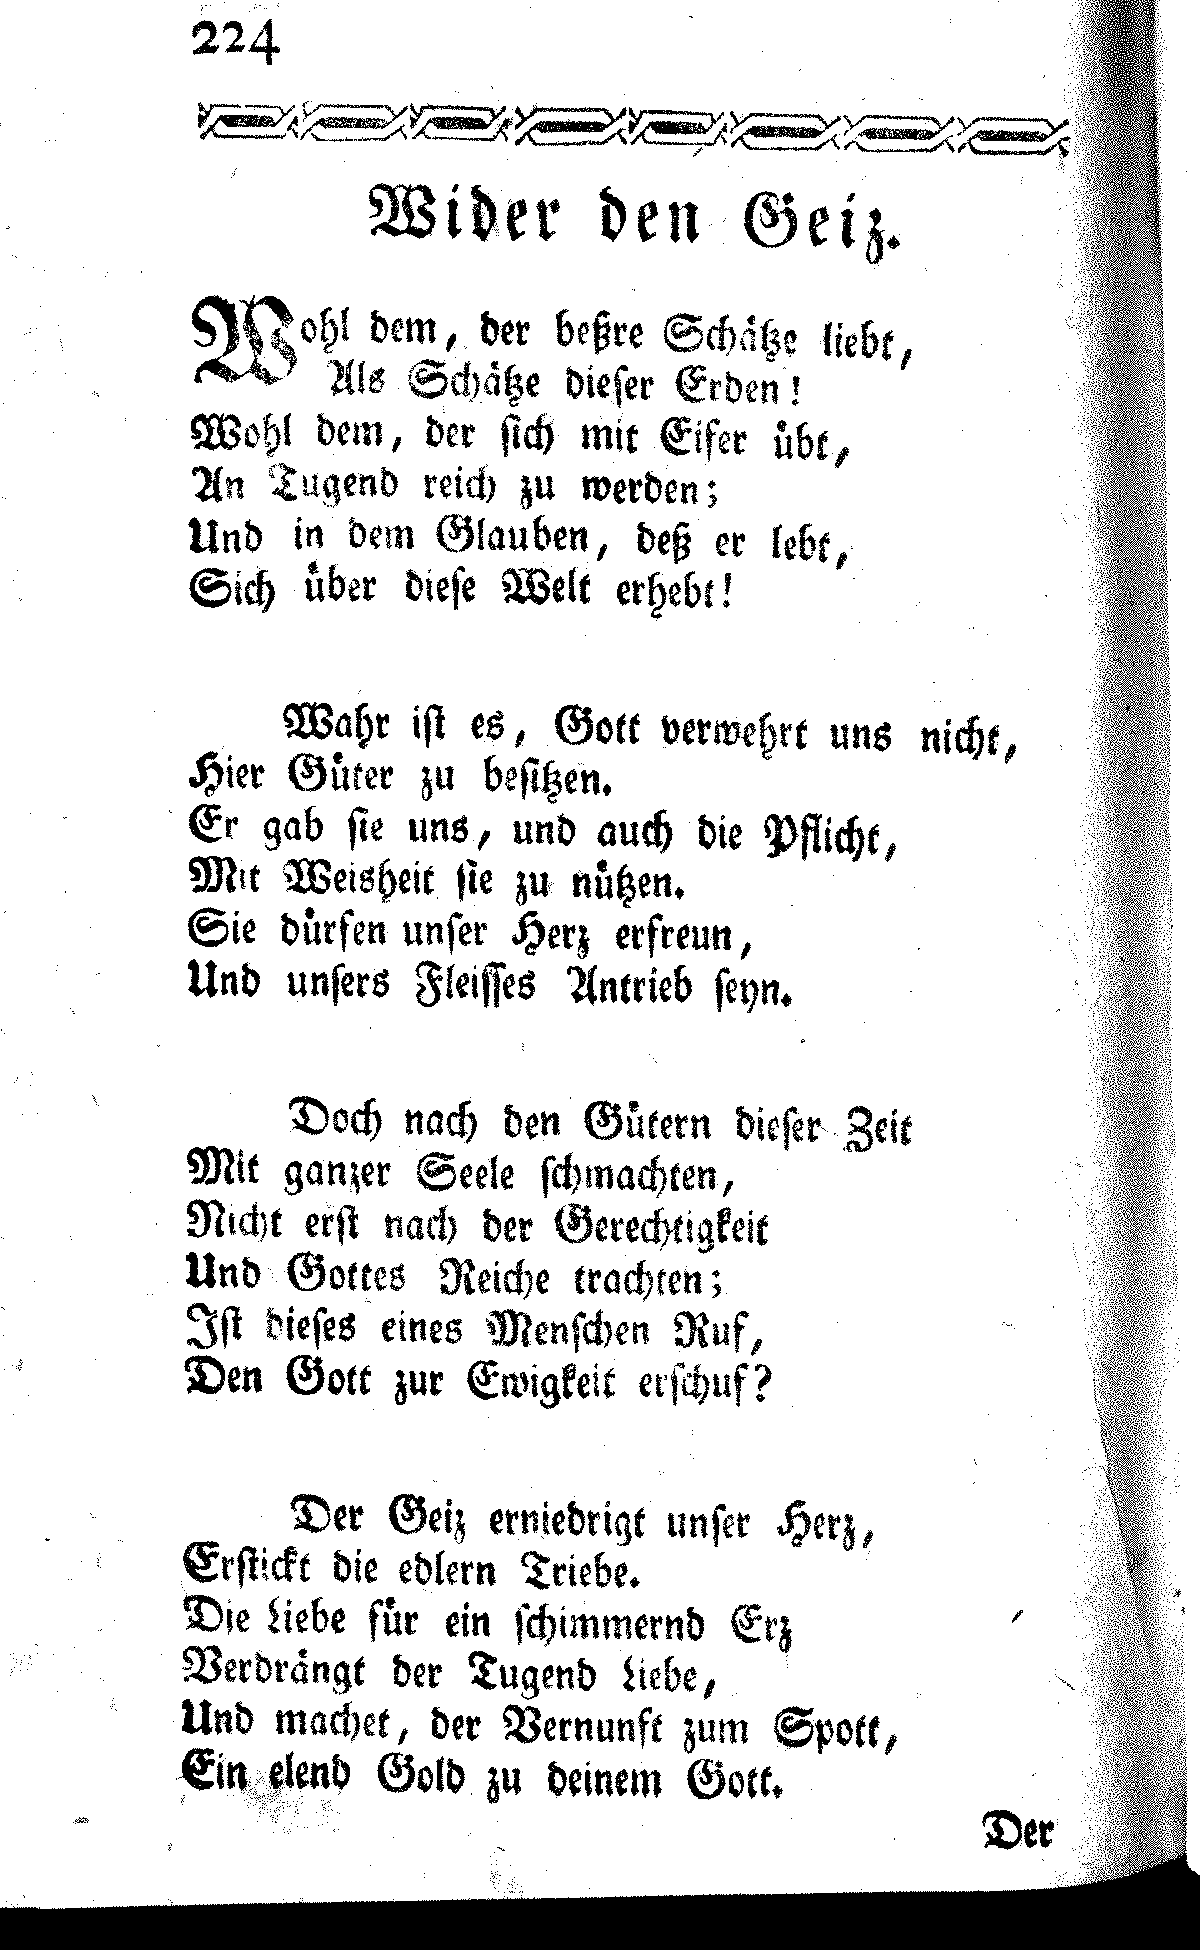 224
Wider den Geiz.
Wohl dem, der beßre Schätze liebt,
Als Schätze dieser Erden!
Wohl dem, der sich mit Eifer übt,
An Tugend reich zu werden;
Und in dem Glauben, deß er lebt,
Sich über diese Welt erhebt!
Wahr ist es, Gott verwehrt uns nicht,
Hier Güter zu besitzen.
Er gab sie uns, und auch die Pflicht,
Mit Weisheit sie zu nützen.
Sie dürfen unser Herz erfreun,
Und unsers Fleisses Antrieb seyn.
Doch nach den Gütern dieser Zeit
Mit ganzer Seele schmachten,
Nicht erst nach der Gerechtigkeit
Und Gottes Reiche trachten;
Ist dieses eines Menschen Ruf,
Den Gott zur Ewigkeit erschuf?
Der Geiz erniedrigt unser Herz,
Erstickt die edlern Triebe.
Die Liebe für ein schimmernd Erz
Verdrängt der Tugend Liebe,
Und machet, der Vernunft zum Spott,
Ein elend Gold zu deinem Gott.
Der